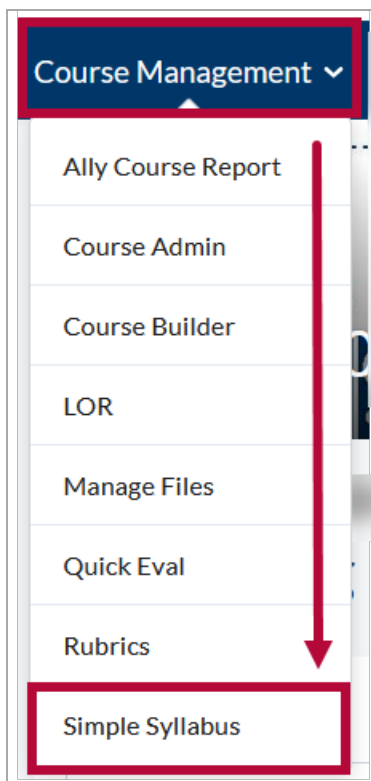 Course Management
Ally Course Report
Course Admin
Course Builder
LOR
Manage Files
Quick Eval
Rubrics
Simple Syllabus